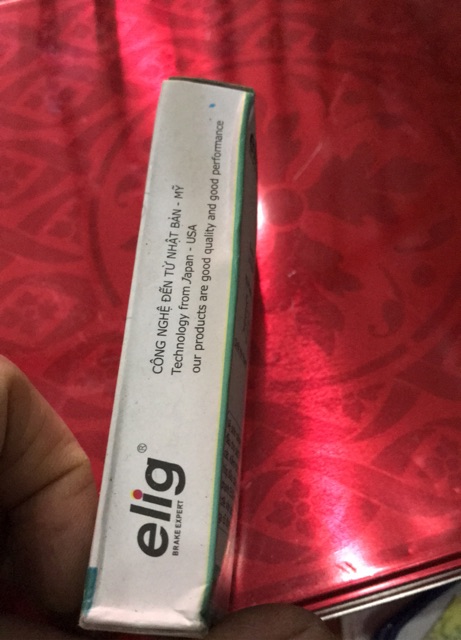 elig®
BRAKE EXPERT
CÔNG NGHỆ ĐẾN TỪ NHẬT BẢN - MỸ
Technology from Japan - USA
our products are good quality and good performance